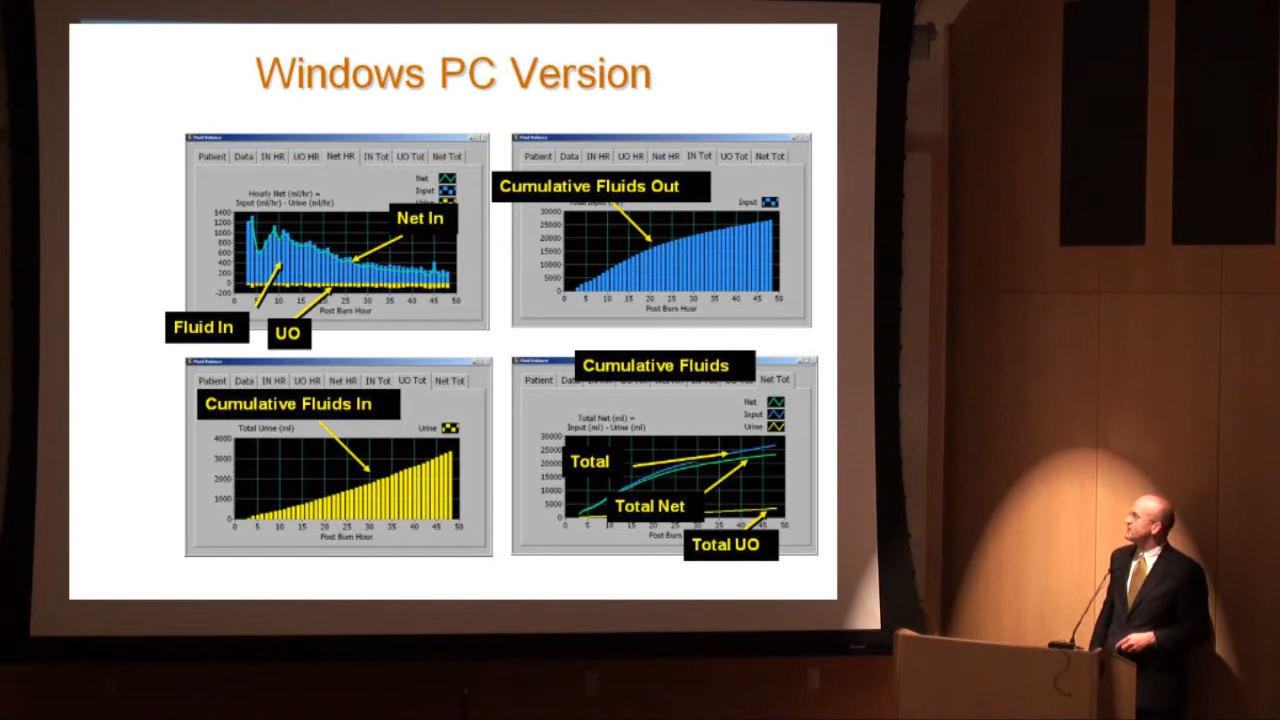 Windows PC Version
Fluid Balance
Patient Data IN HR UO HR Net HR IN Tot UO Tot Net Tot
Net
Input
Hourly Net (ml/hr) =
Input (ml/hr) - Urine (ml/hr)
Net In
1400
1200
1000
800
600
400
200
0
-200
0 5 10 15 20 25 30 35 40 45 50
Post Burn Hour
Fluid In
UO
Patient Data IN HR UO HR Net HR IN Tot UO Tot Net Tot
Cumulative Fluids Out
Input
30000
25000
20000
15000
10000
5000
0
0 5 10 15 20 25 30 35 40 45 50
Post Burn Hour
Fluid Balance
Patient Data IN HR UO HR Net HR IN Tot UO Tot Net Tot
Cumulative Fluids In
Total Urine (ml)
Urine
4000
3000
2000
1000
0
0 5 10 15 20 25 30 35 40 45 50
Post Burn Hour
Cumulative Fluids
Patient Net Tot
Net
Input
Urine
Total Net (ml) =
Input (ml) - Urine (ml)
30000
25000
20000
15000
10000
5000
0
Total
Total Net
Total UO
0 5 10 15 20 25 30 35 40 45 50
Post Burn